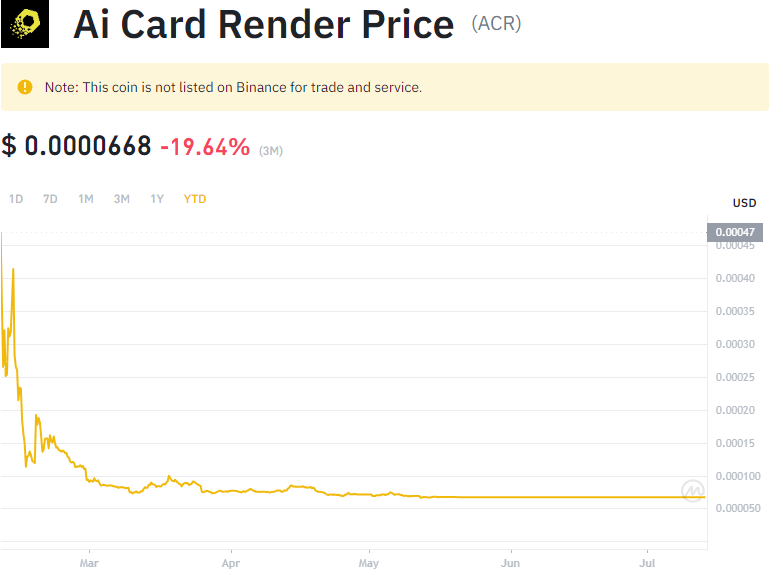 Ai Card Render Price (ACR)
Note: This coin is not listed on Binance for trade and service.
$ 0.0000668 -19.64% (3M)
1D 7D 1M 3M 1Y YTD
USD
0.00047
0.00045
0.00040
0.00035
0.00030
0.00025
0.00020
0.00015
0.000100
0.000050
Mar Apr May Jun Jul